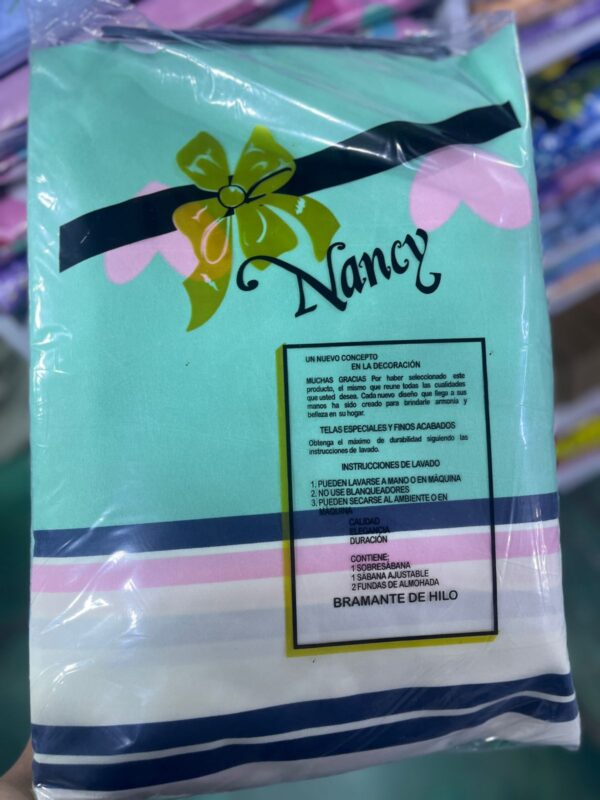 Nancy
UN NUEVO CONCEPTO
EN LA DECORACIÓN
MUCHAS GRACIAS Por haber seleccionado este
producto, el mismo que reune todas las cualidades
que usted desea. Cada nuevo diseño que llega a sus
manos ha sido creado para brindarle armonia y
belleza en su hogar.
TELAS ESPECIALES Y FINOS ACABADOS
Obtenga el máximo de durabilidad siguiendo las
instrucciones de lavado.
INSTRUCCIONES DE LAVADO
1. PUEDEN LAVARSE A MANO O EN MÁQUINA
2. NO USE BLANQUEADORES
3. PUEDEN SECARSE AL AMBIENTE O EN
MÁQUINA
CALIDAD
ELEGANCIA
DURACIÓN
CONTIENE:
1 SOBRESÁBANA
1 SÁBANA AJUSTABLE
2 FUNDAS DE ALMOHADA
BRAMANTE DE HILO